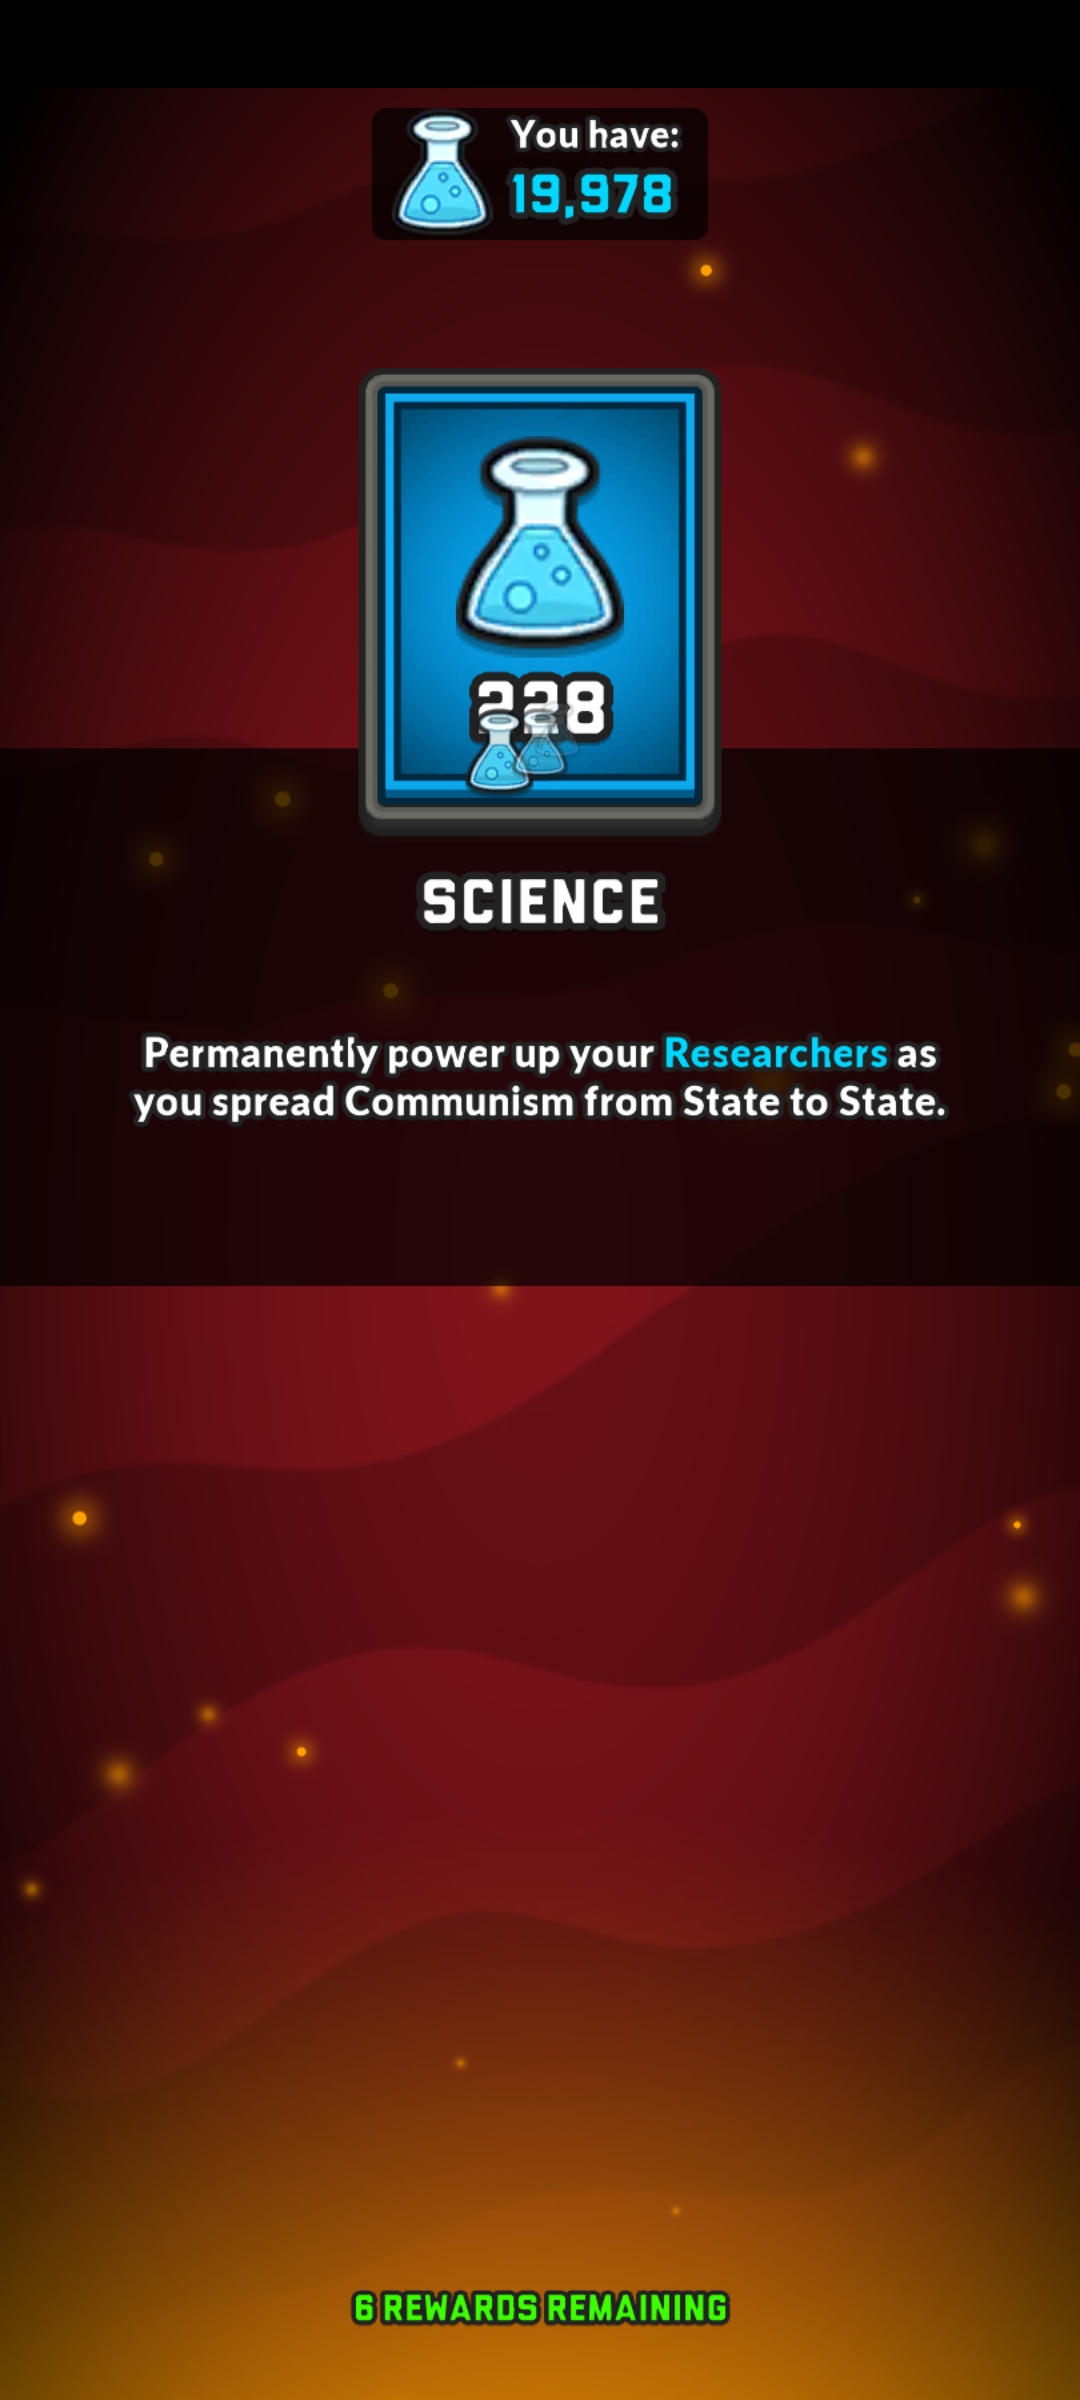 You have:
19,978
228
SCIENCE
Permanently power up your Researchers as
you spread Communism from State to State.
6 REWARDS REMAINING